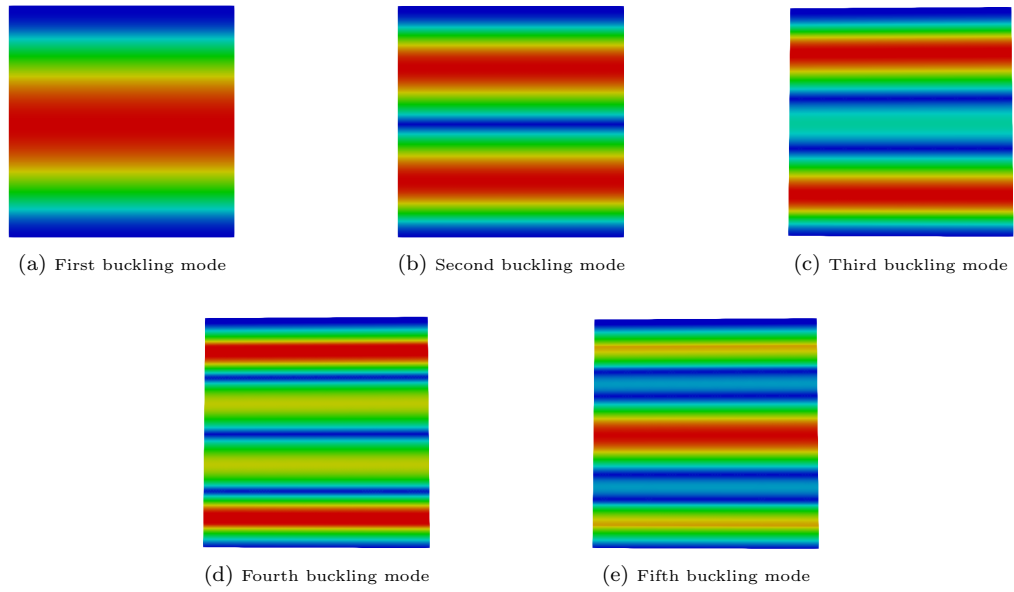 (a) First buckling mode
(b) Second buckling mode
(c) Third buckling mode
(d) Fourth buckling mode
(e) Fifth buckling mode